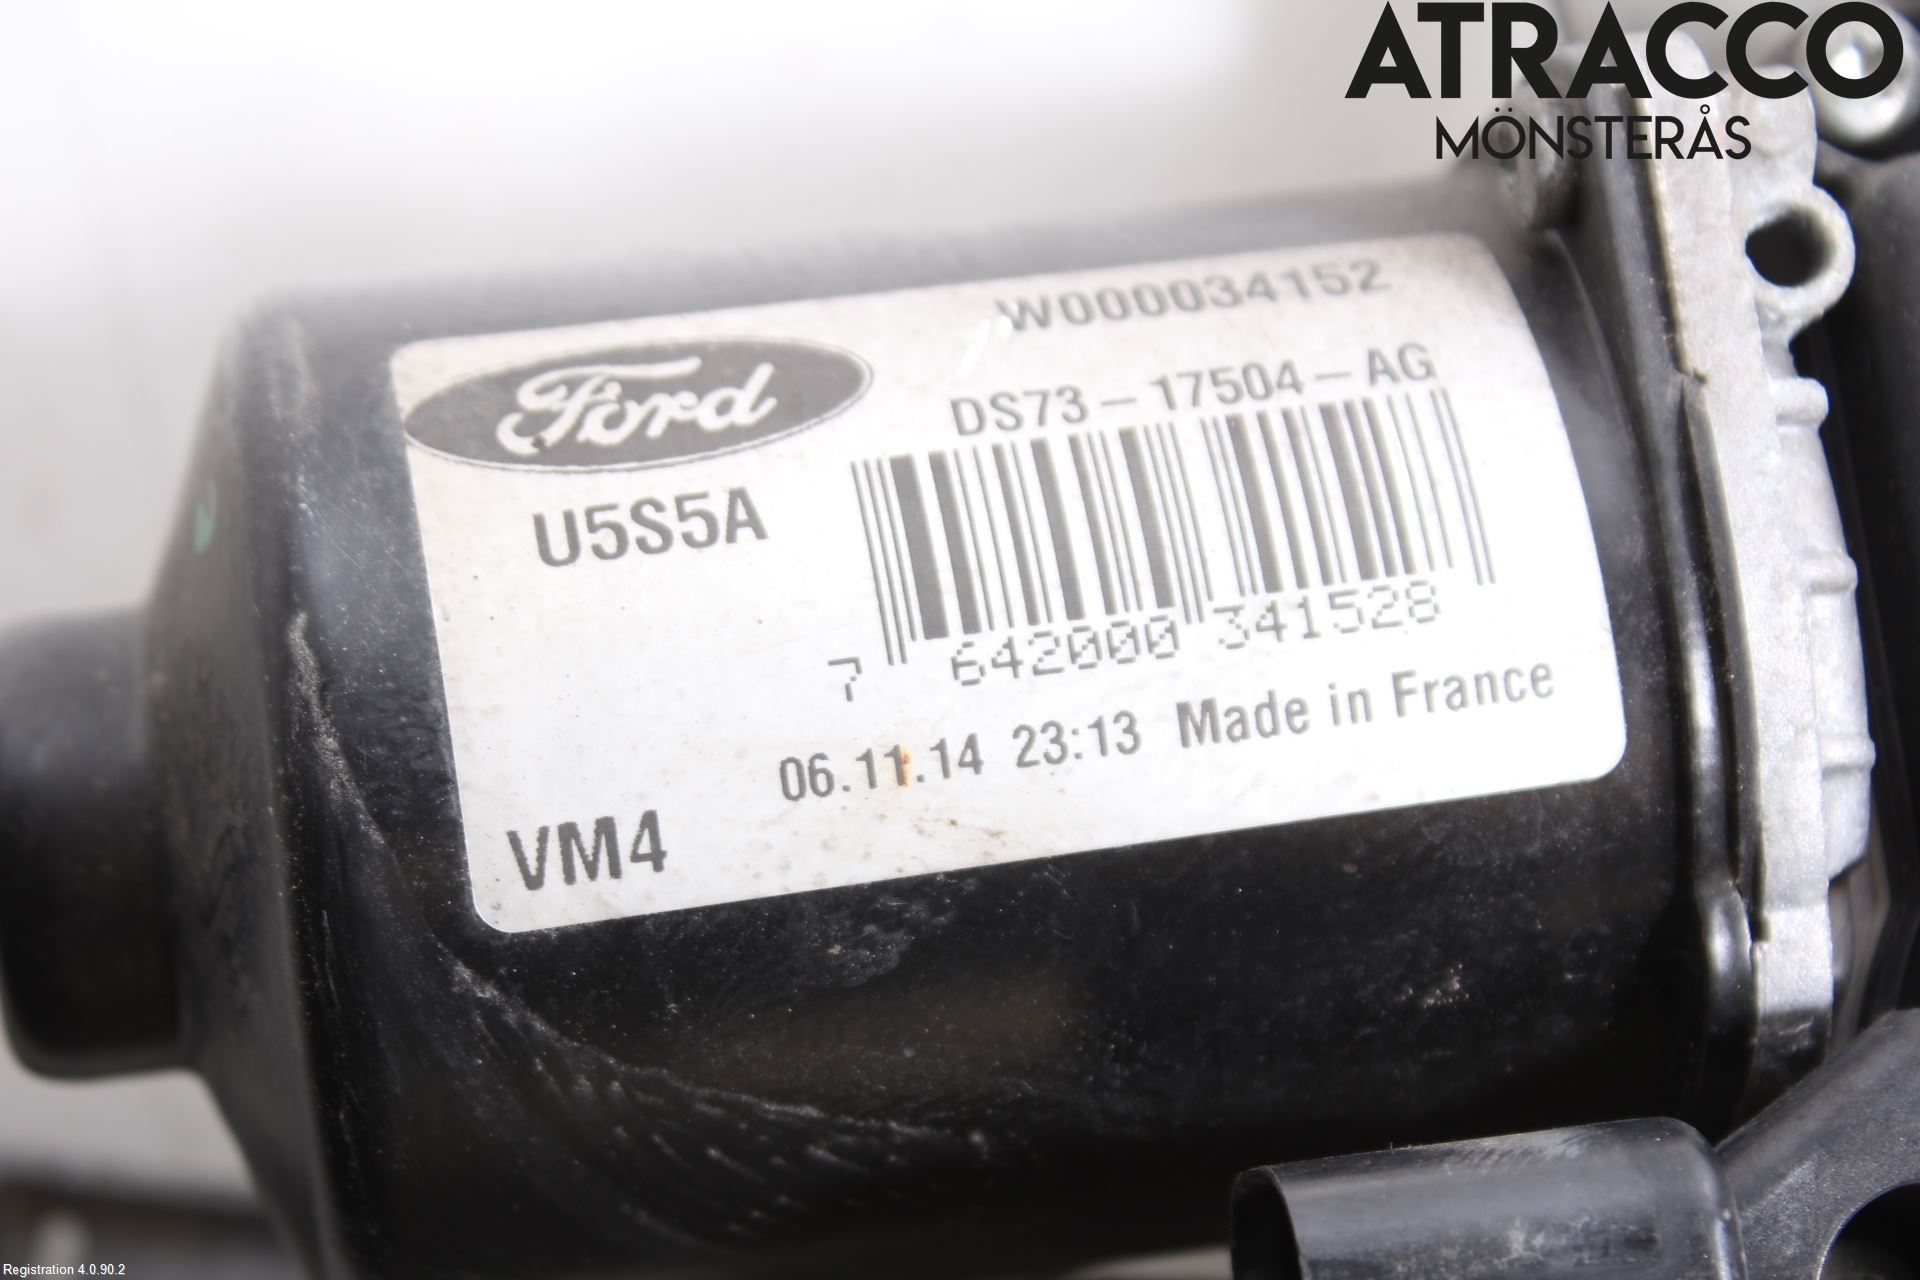 ATRACCO
MÖNSTERÅS
W000034152
Ford
DS73-17504-AG
U5S5A
7 642000 341528
06.11.14 23:13 Made in France
VM4
Registration 4.0.90.2